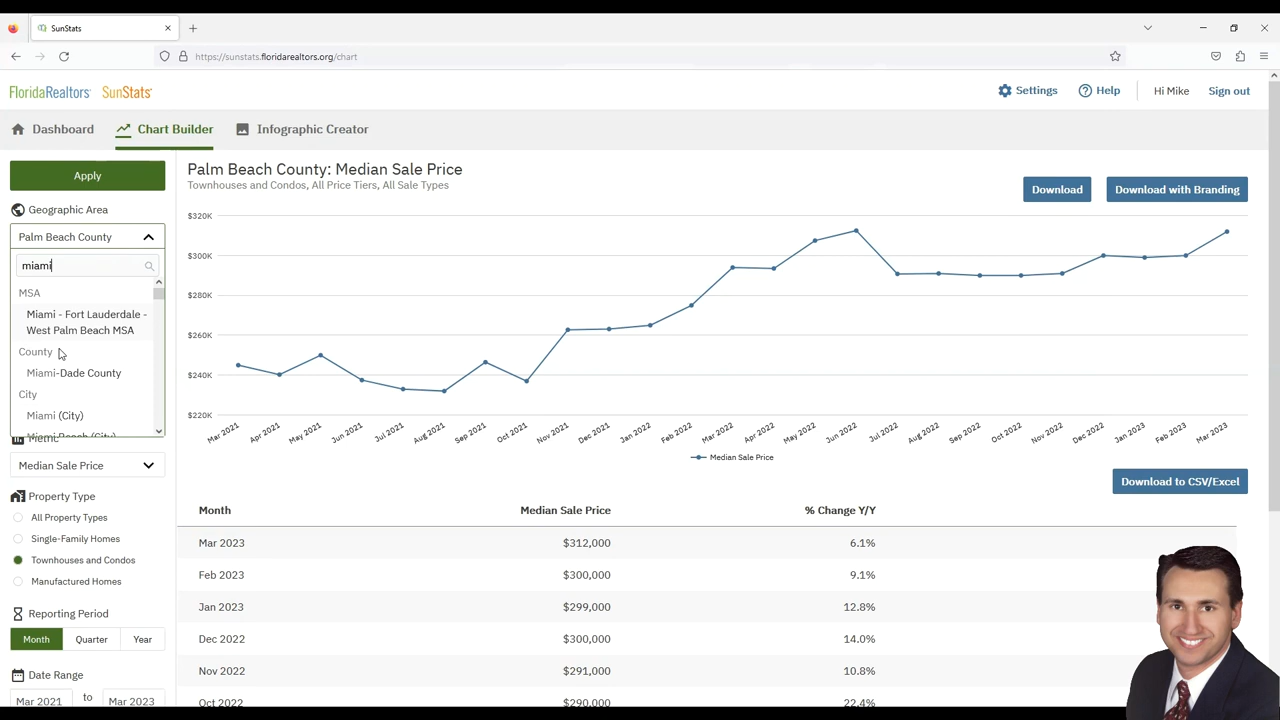 SunStats
https://sunstats.floridarealtors.org/chart
FloridaRealtors SunStats
Settings
Help
Hi Mike
Sign out
Dashboard
Chart Builder
Infographic Creator
Apply
Geographic Area
Palm Beach County
miami
MSA
Miami - Fort Lauderdale -
West Palm Beach MSA
County
Miami-Dade County
City
Miami (City)
Miami Beach (City)
Metric
Median Sale Price
Property Type
All Property Types
Single-Family Homes
Townhouses and Condos
Manufactured Homes
Reporting Period
Month Quarter Year
Date Range
Mar 2021 to Mar 2023
Palm Beach County: Median Sale Price
Townhouses and Condos, All Price Tiers, All Sale Types
Download
Download with Branding
$320K
$300K
$280K
$260K
$240K
$220K
Mar 2021 Apr 2021 May 2021 Jun 2021 Jul 2021 Aug 2021 Sep 2021 Oct 2021 Nov 2021 Dec 2021 Jan 2022 Feb 2022 Mar 2022 Apr 2022 May 2022 Jun 2022 Jul 2022 Aug 2022 Sep 2022 Oct 2022 Nov 2022 Dec 2022 Jan 2023 Feb 2023 Mar 2023
Median Sale Price
Download to CSV/Excel
Month Median Sale Price % Change Y/Y
Mar 2023 $312,000 6.1%
Feb 2023 $300,000 9.1%
Jan 2023 $299,000 12.8%
Dec 2022 $300,000 14.0%
Nov 2022 $291,000 10.8%
Oct 2022 $290,000 22.4%